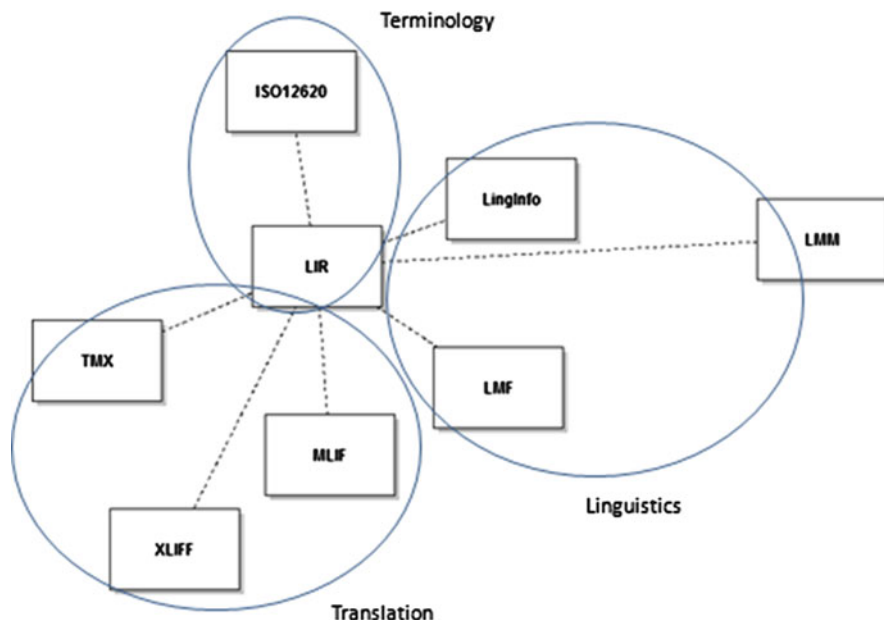 Terminology
ISO12620
LingInfo
LMM
LIR
TMX
LMF
MLIF
XLIFF
Linguistics
Translation